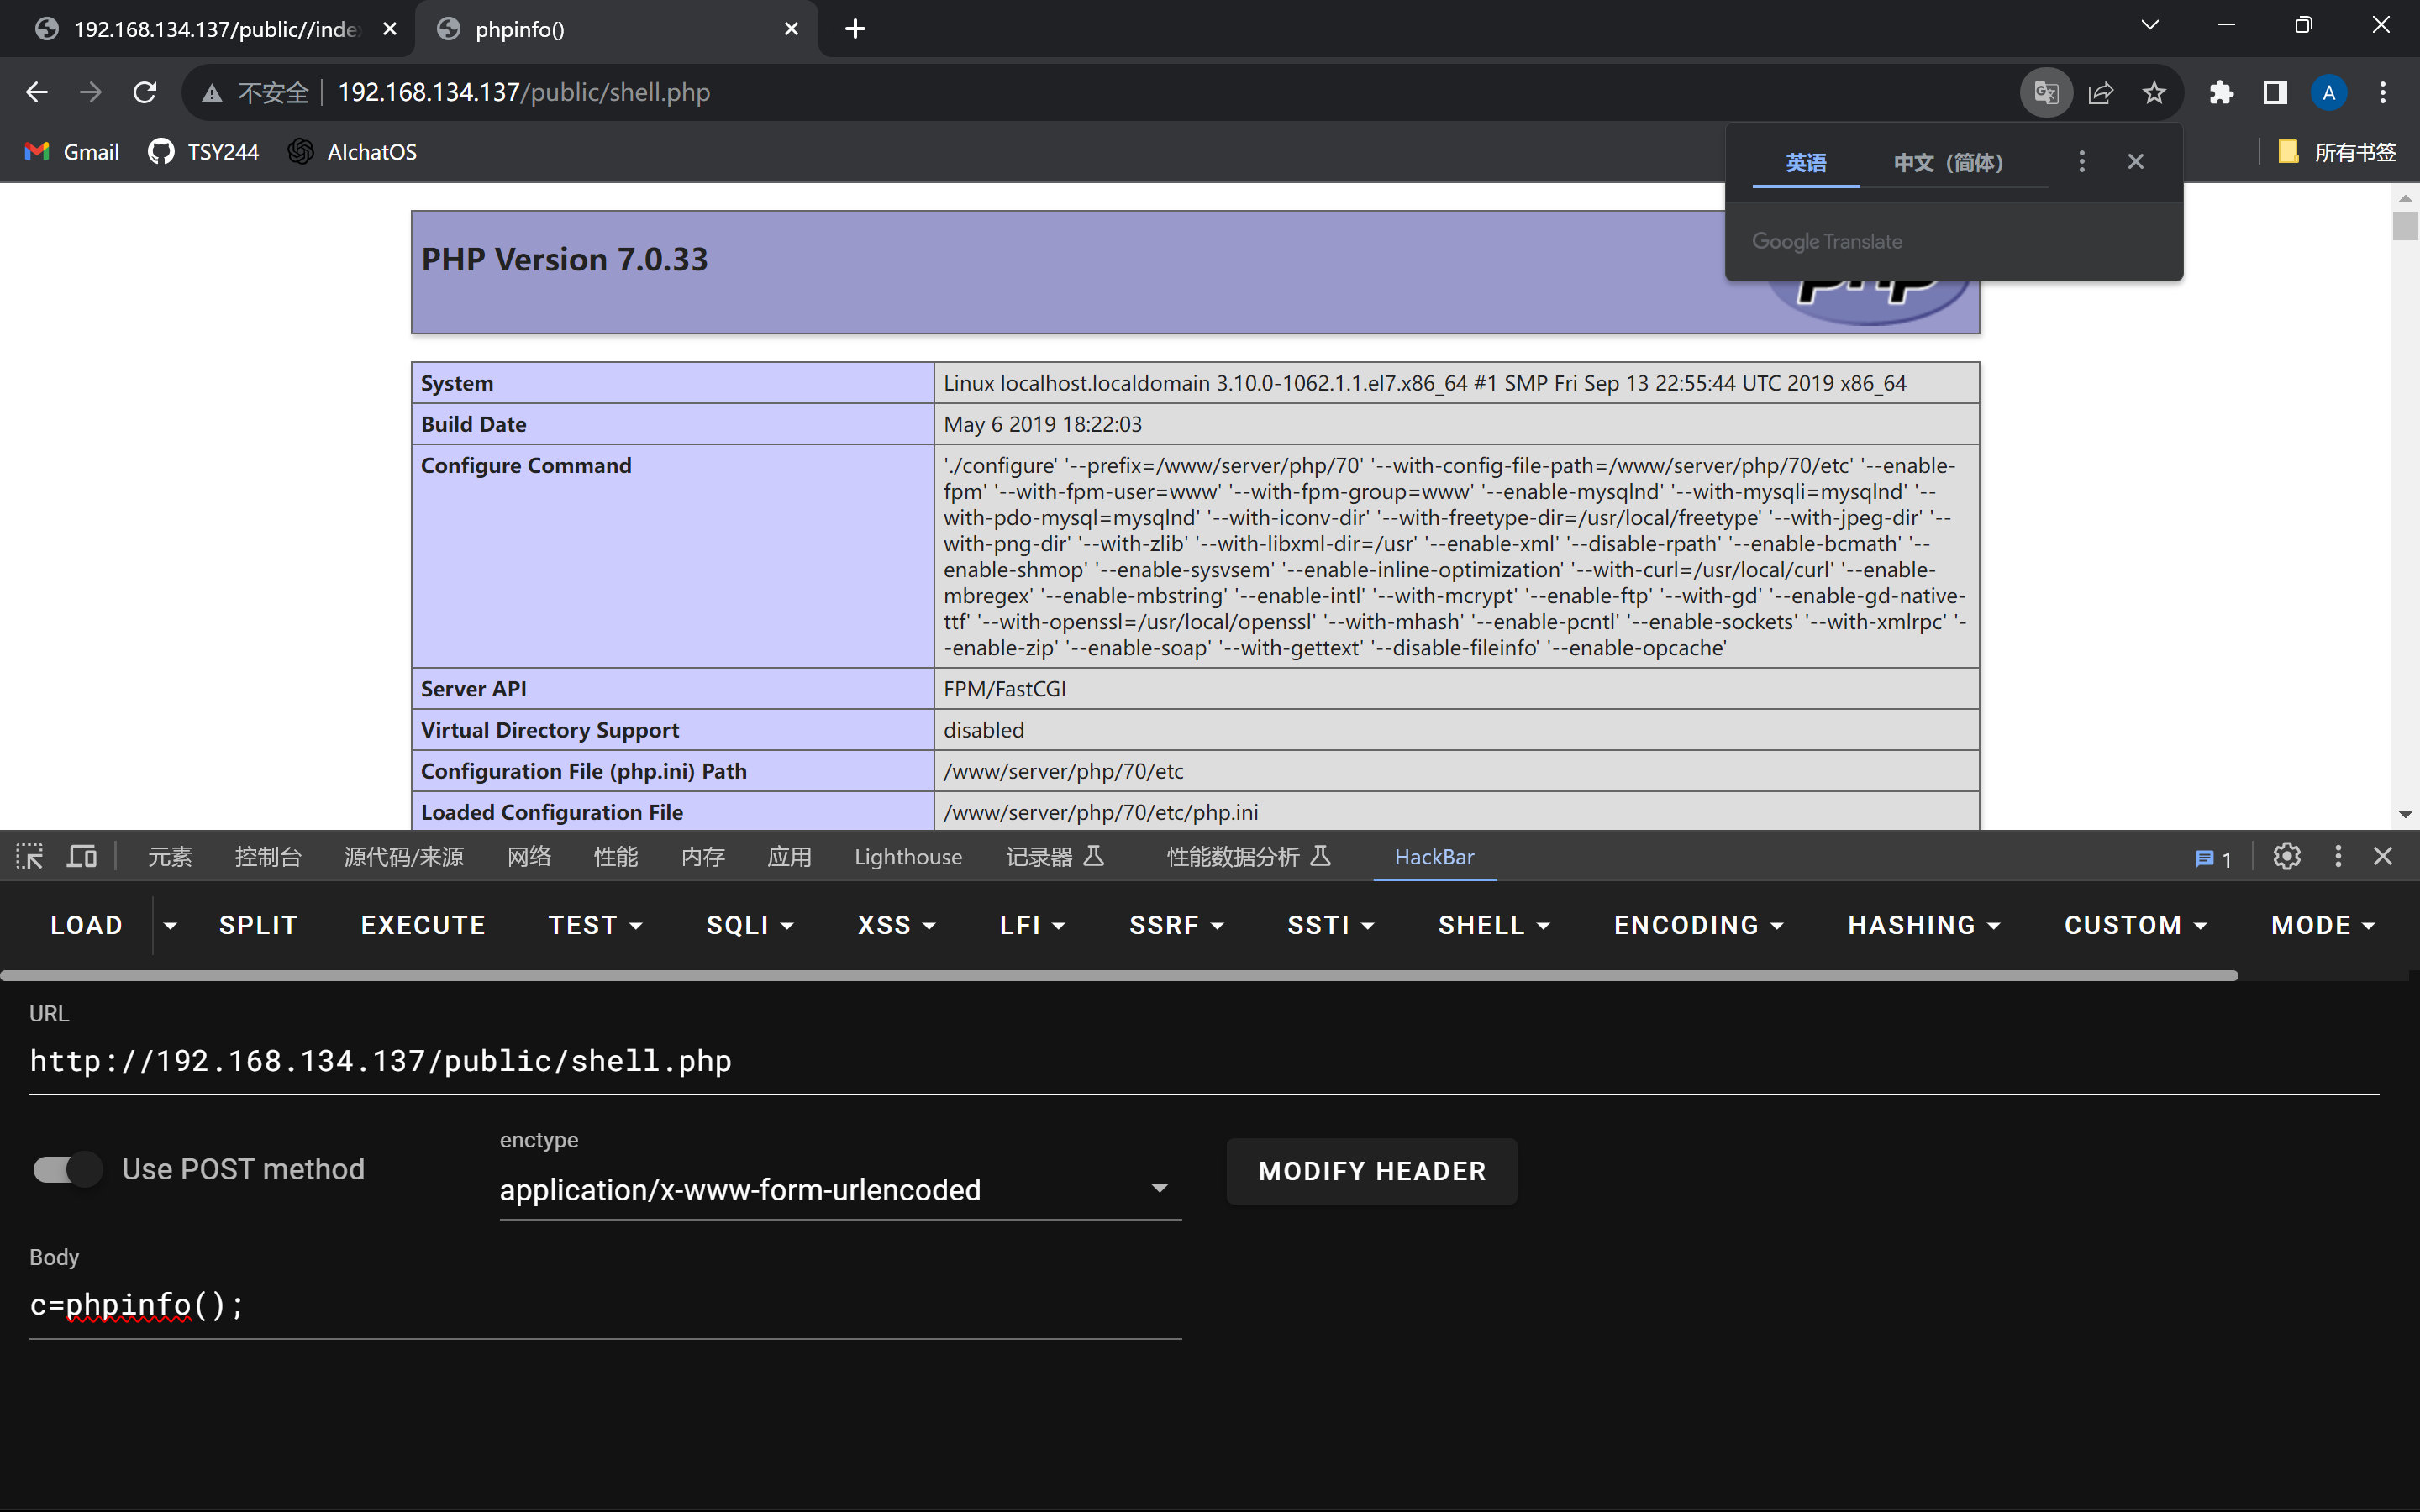 192.168.134.137/public//inde
phpinfo()
不安全
192.168.134.137/public/shell.php
A
Gmail
TSY244
AIchatOS
所有书签
英语
中文（简体）
Google Translate
PHP Version 7.0.33
System
Linux localhost.localdomain 3.10.0-1062.1.1.el7.x86_64 #1 SMP Fri Sep 13 22:55:44 UTC 2019 x86_64
Build Date
May 6 2019 18:22:03
Configure Command
'./configure' '--prefix=/www/server/php/70' '--with-config-file-path=/www/server/php/70/etc' '--enable-
fpm' '--with-fpm-user=www' '--with-fpm-group=www' '--enable-mysqlnd' '--with-mysqli=mysqlnd' '--
with-pdo-mysql=mysqlnd' '--with-iconv-dir' '--with-freetype-dir=/usr/local/freetype' '--with-jpeg-dir' '--
with-png-dir' '--with-zlib' '--with-libxml-dir=/usr' '--enable-xml' '--disable-rpath' '--enable-bcmath' '--
enable-shmop' '--enable-sysvsem' '--enable-inline-optimization' '--with-curl=/usr/local/curl' '--enable-
mbregex' '--enable-mbstring' '--enable-intl' '--with-mcrypt' '--enable-ftp' '--with-gd' '--enable-gd-native-
ttf' '--with-openssl=/usr/local/openssl' '--with-mhash' '--enable-pcntl' '--enable-sockets' '--with-xmlrpc' '-
-enable-zip' '--enable-soap' '--with-gettext' '--disable-fileinfo' '--enable-opcache'
Server API
FPM/FastCGI
Virtual Directory Support
disabled
Configuration File (php.ini) Path
/www/server/php/70/etc
Loaded Configuration File
/www/server/php/70/etc/php.ini
元素
控制台
源代码/来源
网络
性能
内存
应用
Lighthouse
记录器
性能数据分析
HackBar
1
LOAD
SPLIT
EXECUTE
TEST
SQLI
XSS
LFI
SSRF
SSTI
SHELL
ENCODING
HASHING
CUSTOM
MODE
URL
http://192.168.134.137/public/shell.php
Use POST method
enctype
application/x-www-form-urlencoded
MODIFY HEADER
Body
c=phpinfo();